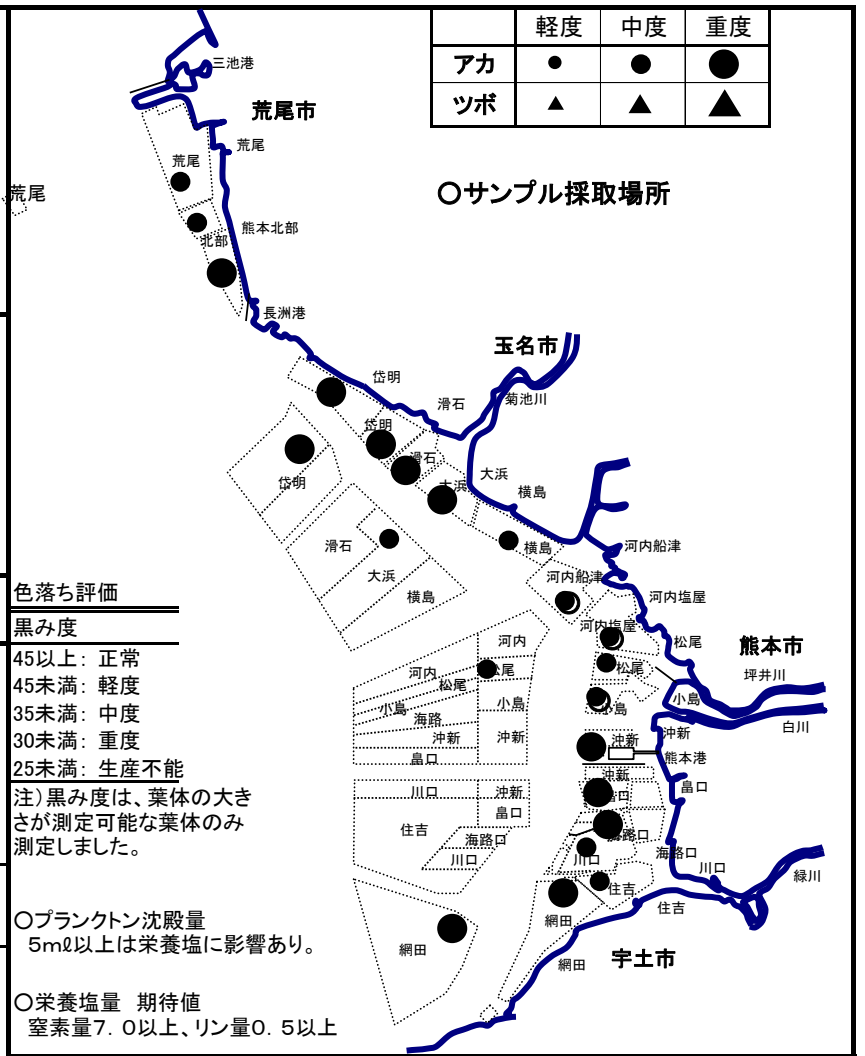 軽度 中度 重度
アカ
ツボ
三池港
荒尾市
荒尾
荒尾
荒尾
○サンプル採取場所
北部
熊本北部
長洲港
玉名市
岱明
滑石
菊池川
岱明
滑石
大浜
大浜
横島
岱明
滑石
大浜
横島
横島
河内船津
河内船津
河内塩屋
河内塩屋
松尾
熊本市
坪井川
松尾
小島
小島
白川
河内
河内
松尾
松尾
小島
小島
海路
沖新
沖新
畠口
沖新
沖新
熊本港
沖新
畠口
畠口
川口
沖新
畠口
住吉
海路口
川口
海路口
海路口
川口
川口
緑川
住吉
住吉
網田
網田
網田
宇土市
色落ち評価
黒み度
45以上: 正常
45未満: 軽度
35未満: 中度
30未満: 重度
25未満: 生産不能
注)黒み度は、葉体の大き
さが測定可能な葉体のみ
測定しました。
○プランクトン沈殿量
5mℓ以上は栄養塩に影響あり。
○栄養塩量 期待値
窒素量7.0以上、リン量0.5以上